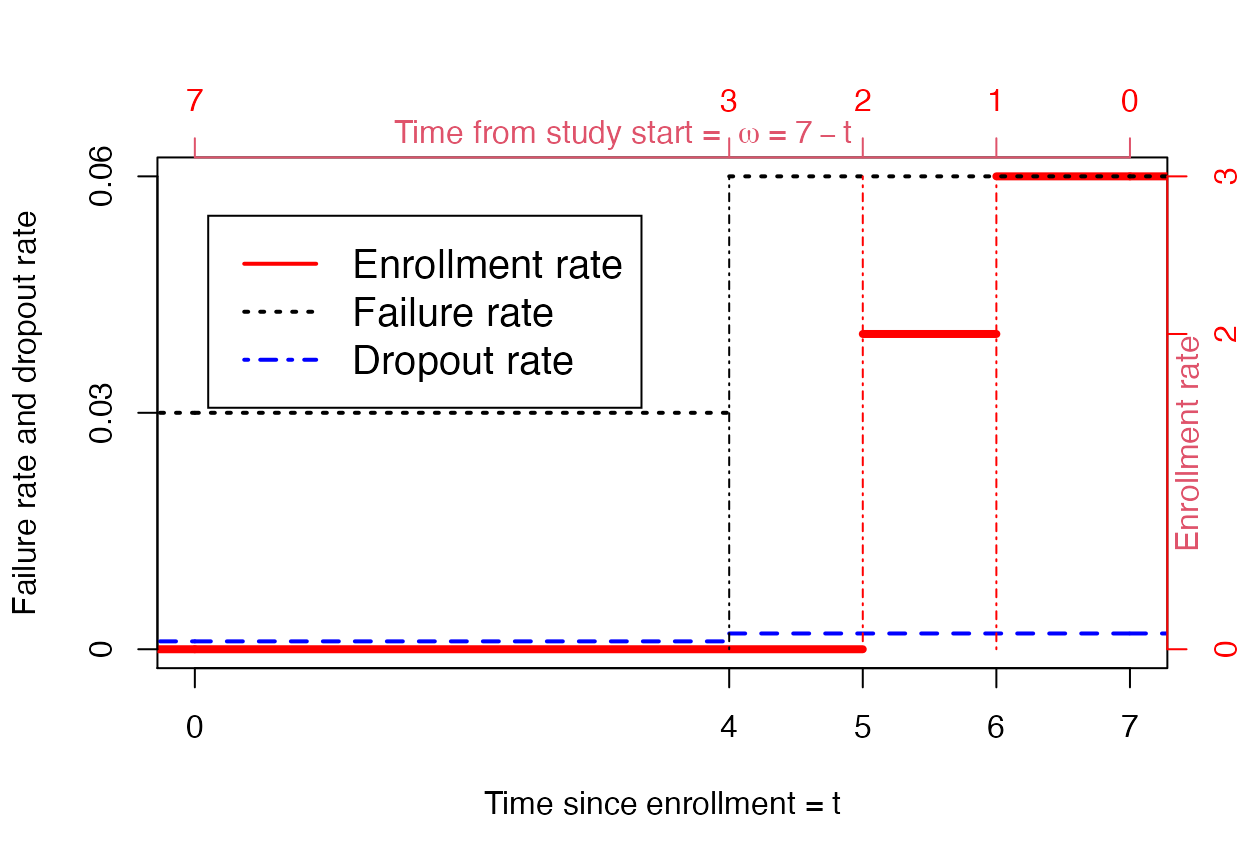 7 3 2 1 0
Time from study start = ω = 7 − t
0.06
0.03
0
Failure rate and dropout rate
Enrollment rate
Failure rate
Dropout rate
3
2
0
Enrollment rate
0 4 5 6 7
Time since enrollment = t